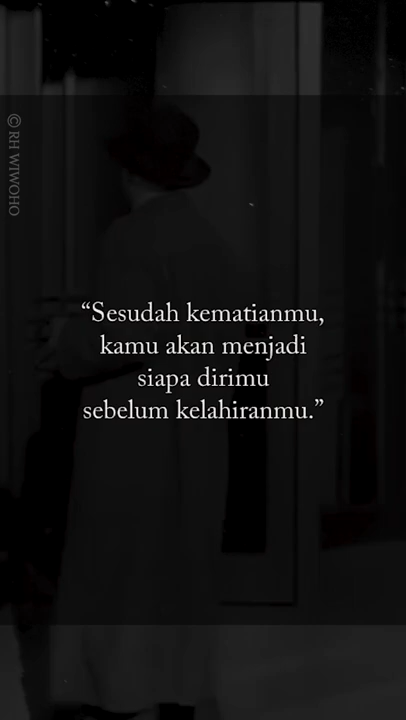 © RH WIWOHO
“Sesudah kematianmu,
kamu akan menjadi
siapa dirimu
sebelum kelahiranmu.”